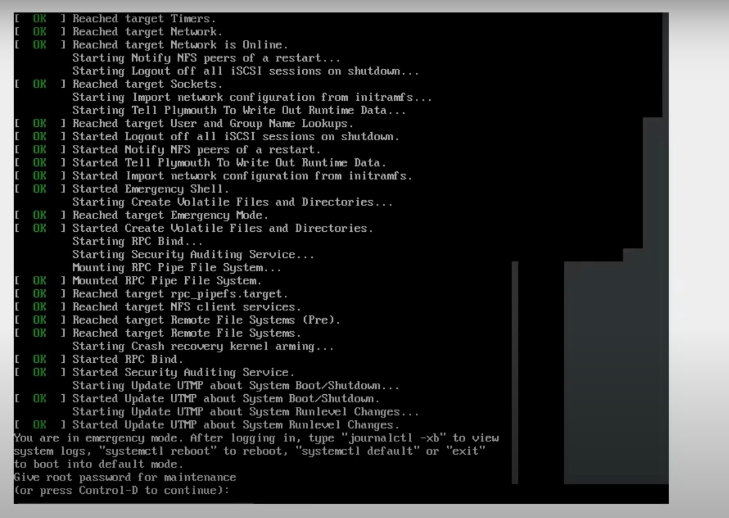 [  OK  ] Reached target Timers.
[  OK  ] Reached target Network.
[  OK  ] Reached target Network is Online.
Starting Notify NFS peers of a restart...
Starting Logout off all iSCSI sessions on shutdown...
[  OK  ] Reached target Sockets.
Starting Import network configuration from initramfs...
Starting Tell Plymouth To Write Out Runtime Data...
[  OK  ] Reached target User and Group Name Lookups.
[  OK  ] Started Logout off all iSCSI sessions on shutdown.
[  OK  ] Started Notify NFS peers of a restart.
[  OK  ] Started Tell Plymouth To Write Out Runtime Data.
[  OK  ] Started Import network configuration from initramfs.
[  OK  ] Started Emergency Shell.
Starting Create Volatile Files and Directories...
[  OK  ] Reached target Emergency Mode.
[  OK  ] Started Create Volatile Files and Directories.
Starting RPC Bind...
Starting Security Auditing Service...
Mounting RPC Pipe File System...
[  OK  ] Mounted RPC Pipe File System.
[  OK  ] Reached target rpc_pipefs.target.
[  OK  ] Reached target NFS client services.
[  OK  ] Reached target Remote File Systems (Pre).
[  OK  ] Reached target Remote File Systems.
Starting Crash recovery kernel arming...
[  OK  ] Started RPC Bind.
[  OK  ] Started Security Auditing Service.
Starting Update UTMP about System Boot/Shutdown...
[  OK  ] Started Update UTMP about System Boot/Shutdown.
Starting Update UTMP about System Runlevel Changes...
[  OK  ] Started Update UTMP about System Runlevel Changes.
You are in emergency mode. After logging in, type "journalctl -xb" to view
system logs, "systemctl reboot" to reboot, "systemctl default" or "exit"
to boot into default mode.
Give root password for maintenance
(or press Control-D to continue):